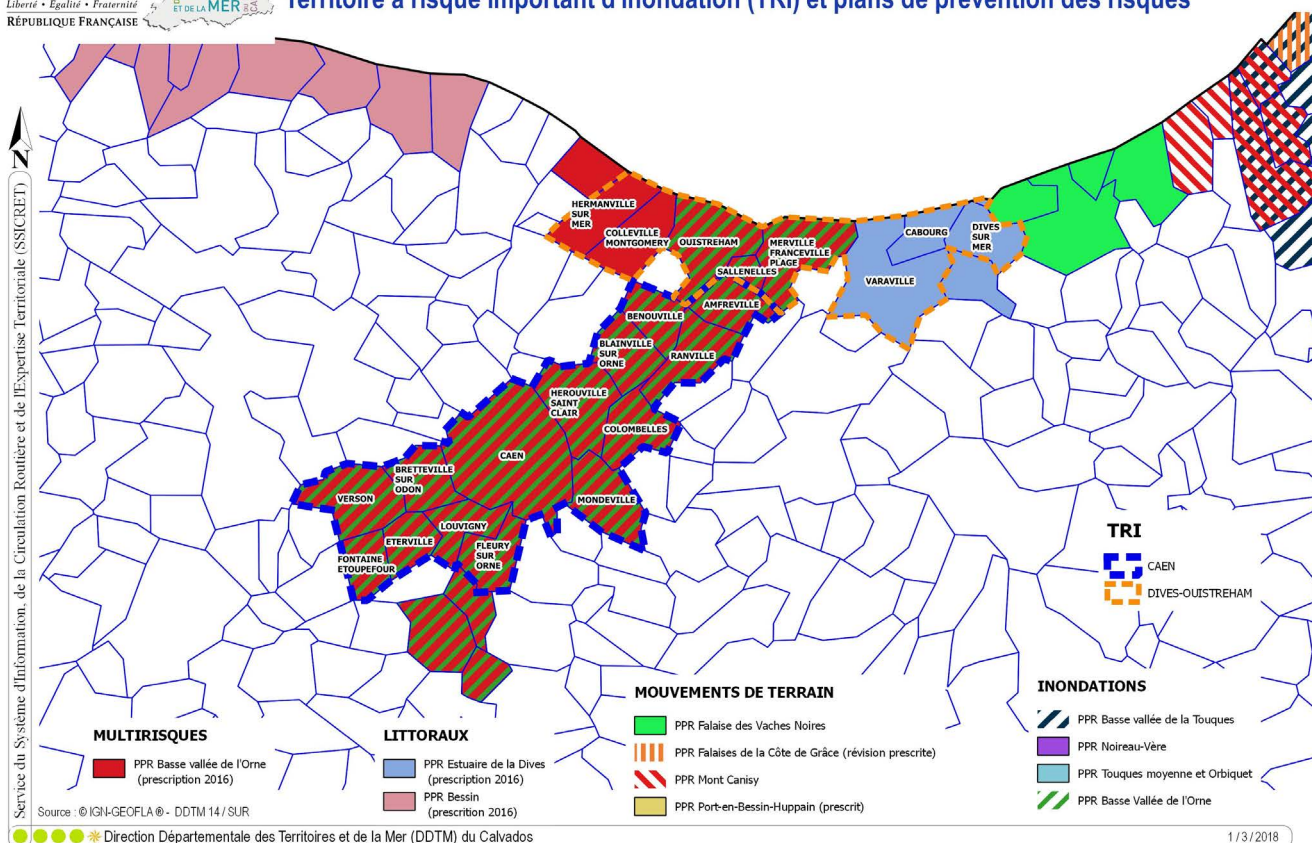 Liberté • Egalité • Fraternité
RÉPUBLIQUE FRANÇAISE
ET DE LA MER
Territoire à risque important d'inondation (TRI) et plans de prévention des risques
N
Service du Système d'Information, de la Circulation Routière et de l'Expertise Territoriale (SSICRET)
HERMANVILLE
SUR
MER
COLLEVILLE
MONTGOMERY
OUISTREHAM
MERVILLE
FRANCEVILLE
PLAGE
SALLENELLES
CABOURG
DIVES
SUR
MER
VARAVILLE
AMFREVILLE
BENOUVILLE
BLAINVILLE
SUR
ORNE
RANVILLE
HEROUVILLE
SAINT
CLAIR
COLOMBELLES
CAEN
BRETTEVILLE
SUR
ODON
VERSON
MONDEVILLE
LOUVIGNY
ETERVILLE
FLEURY
SUR
ORNE
FONTAINE
ETOUPEFOUR
TRI
CAEN
DIVES-OUISTREHAM
MULTIRISQUES
PPR Basse vallée de l'Orne
(prescription 2016)
LITTORAUX
PPR Estuaire de la Dives
(prescription 2016)
PPR Bessin
(prescrition 2016)
MOUVEMENTS DE TERRAIN
PPR Falaise des Vaches Noires
PPR Falaises de la Côte de Grâce (révision prescrite)
PPR Mont Canisy
PPR Port-en-Bessin-Huppain (prescrit)
INONDATIONS
PPR Basse vallée de la Touques
PPR Noireau-Vère
PPR Touques moyenne et Orbiquet
PPR Basse Vallée de l'Orne
Source : © IGN-GEOFLA ® - DDTM 14 / SUR
Direction Départementale des Territoires et de la Mer (DDTM) du Calvados
1 / 3 / 2018